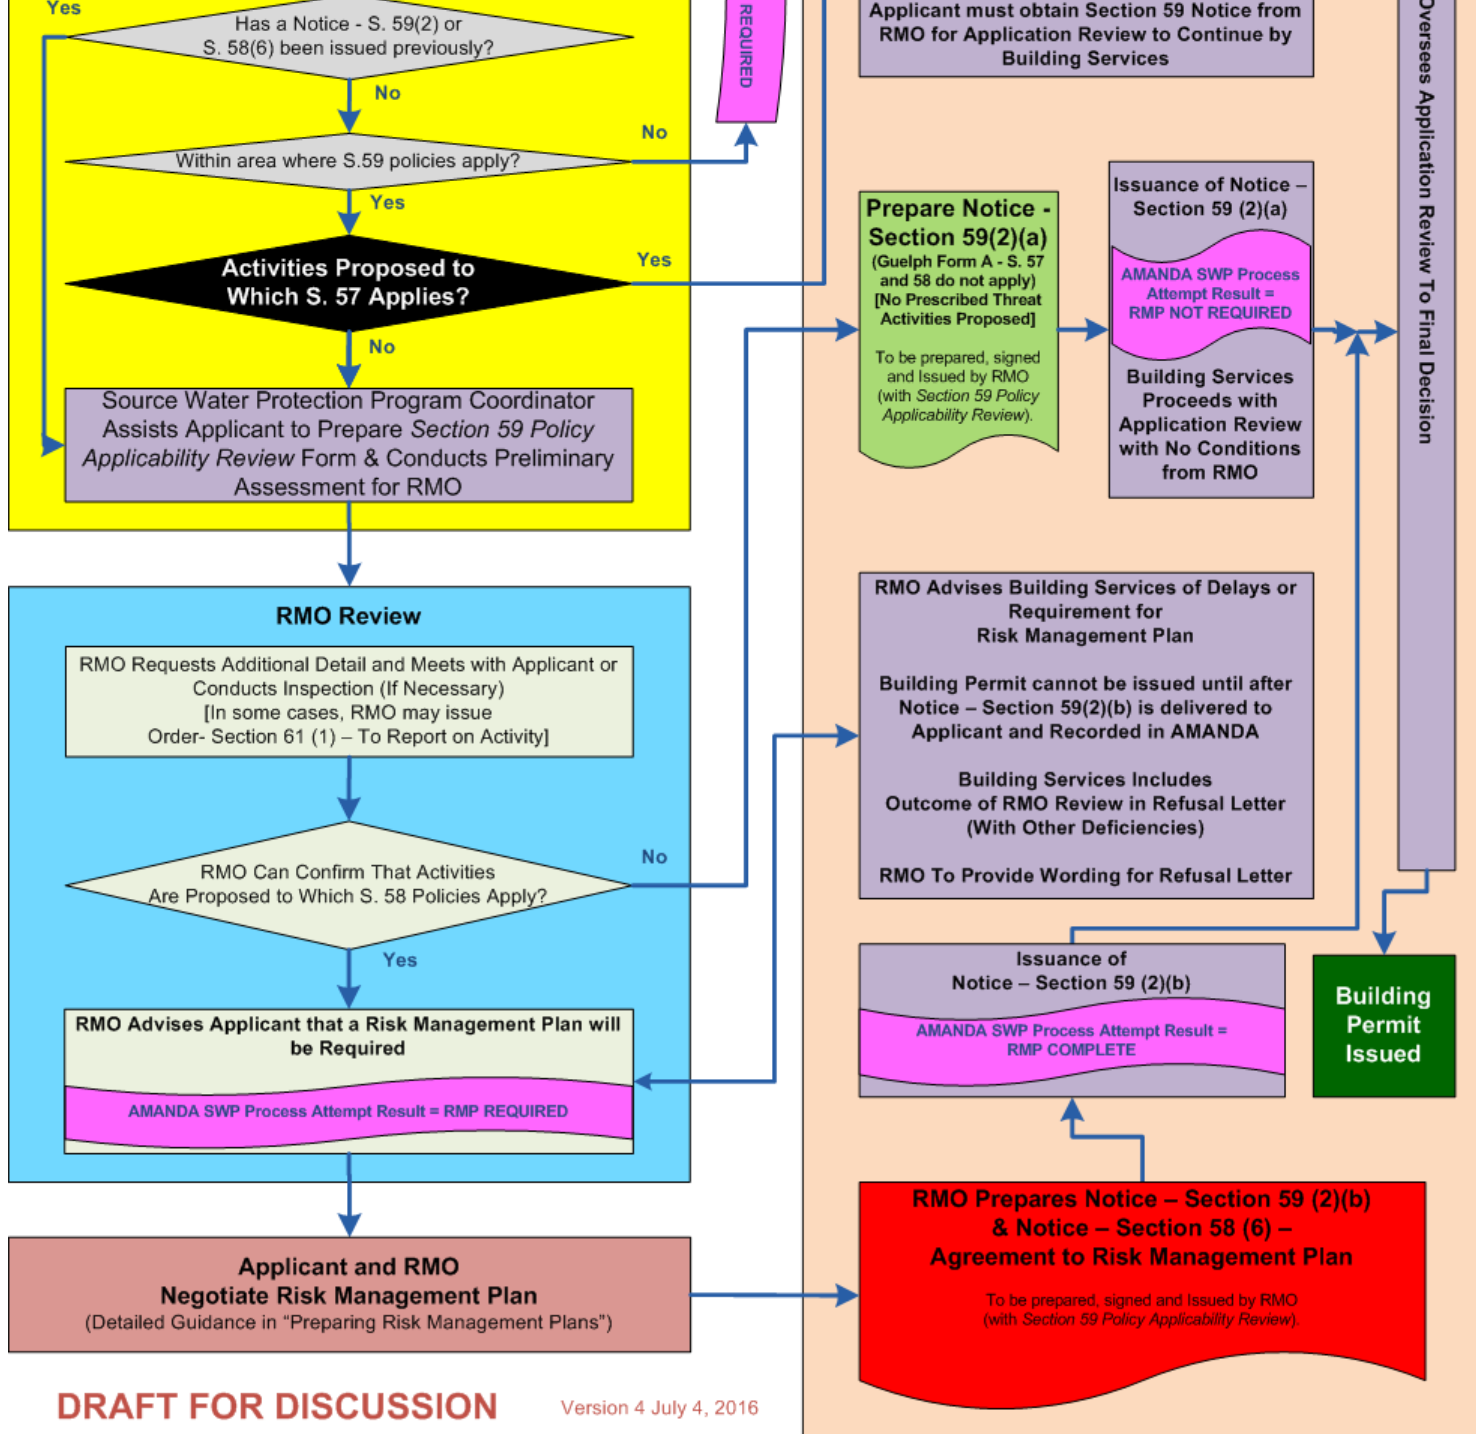 Yes
Has a Notice - S. 59(2) or
S. 58(6) been issued previously?
No
Within area where S.59 policies apply?
No
Yes
Activities Proposed to
Which S. 57 Applies?
Yes
No
Source Water Protection Program Coordinator
Assists Applicant to Prepare Section 59 Policy
Applicability Review Form & Conducts Preliminary
Assessment for RMO
REQUIRED
RMO Review
RMO Requests Additional Detail and Meets with Applicant or
Conducts Inspection (If Necessary)
[In some cases, RMO may issue
Order- Section 61 (1) – To Report on Activity]
RMO Can Confirm That Activities
Are Proposed to Which S. 58 Policies Apply?
No
Yes
RMO Advises Applicant that a Risk Management Plan will
be Required
AMANDA SWP Process Attempt Result = RMP REQUIRED
Applicant and RMO
Negotiate Risk Management Plan
(Detailed Guidance in “Preparing Risk Management Plans”)
DRAFT FOR DISCUSSION
Version 4 July 4, 2016
Applicant must obtain Section 59 Notice from
RMO for Application Review to Continue by
Building Services
Prepare Notice -
Section 59(2)(a)
(Guelph Form A - S. 57
and 58 do not apply)
[No Prescribed Threat
Activities Proposed]
To be prepared, signed
and Issued by RMO
(with Section 59 Policy
Applicability Review).
Issuance of Notice –
Section 59 (2)(a)
AMANDA SWP Process
Attempt Result =
RMP NOT REQUIRED
Building Services
Proceeds with
Application Review
with No Conditions
from RMO
Oversees Application Review To Final Decision
RMO Advises Building Services of Delays or
Requirement for
Risk Management Plan
Building Permit cannot be issued until after
Notice – Section 59(2)(b) is delivered to
Applicant and Recorded in AMANDA
Building Services Includes
Outcome of RMO Review in Refusal Letter
(With Other Deficiencies)
RMO To Provide Wording for Refusal Letter
Issuance of
Notice – Section 59 (2)(b)
AMANDA SWP Process Attempt Result =
RMP COMPLETE
Building
Permit
Issued
RMO Prepares Notice – Section 59 (2)(b)
& Notice – Section 58 (6) –
Agreement to Risk Management Plan
To be prepared, signed and Issued by RMO
(with Section 59 Policy Applicability Review).